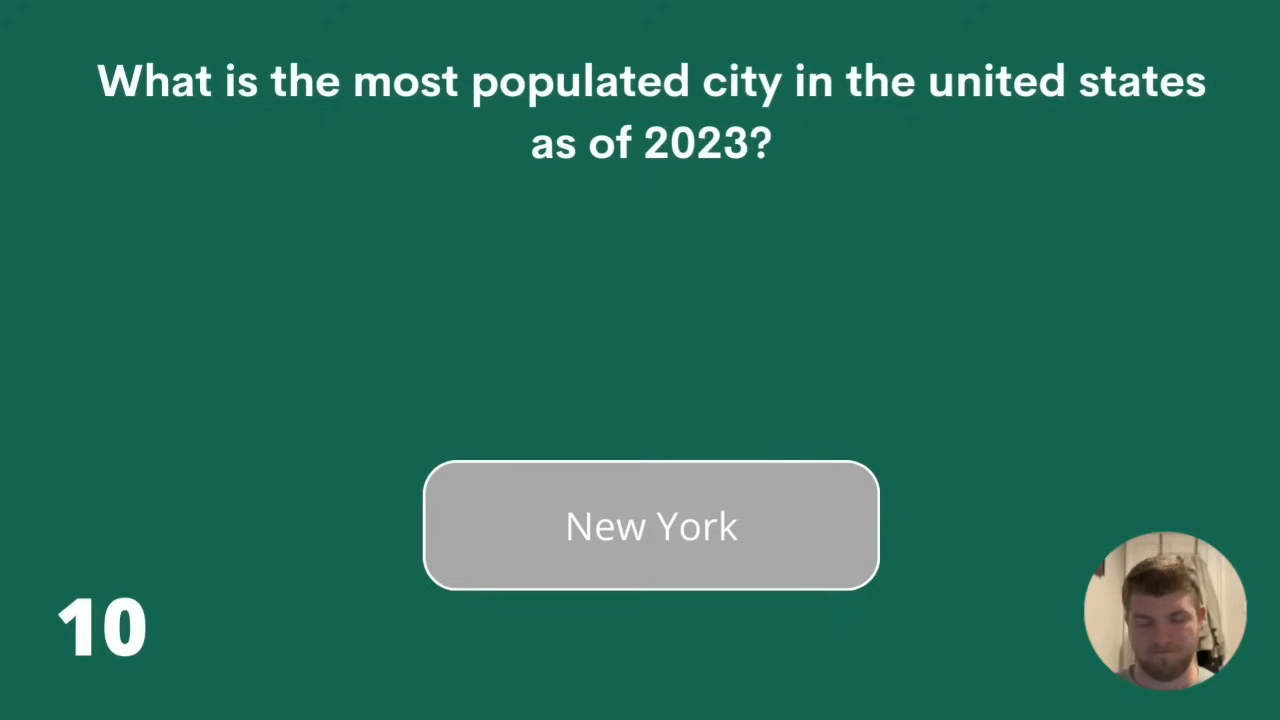 What is the most populated city in the united states
as of 2023?
New York
10